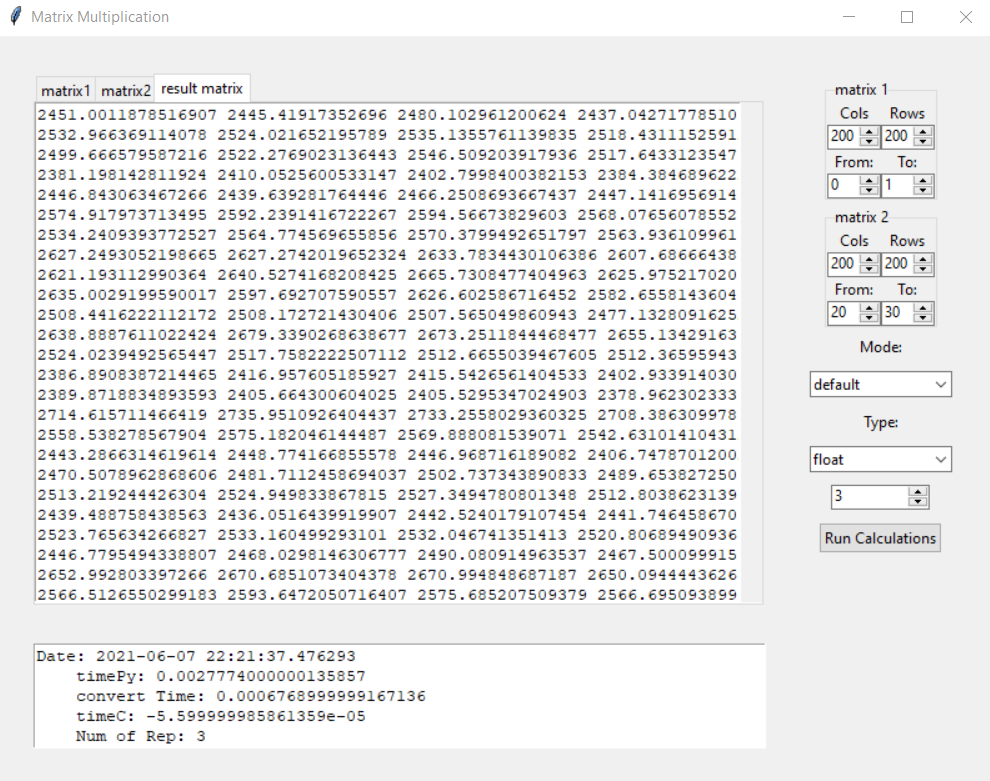 Matrix Multiplication
matrix1 matrix2 result matrix
2451.0011878516907 2445.41917352696 2480.102961200624 2437.04271778510
2532.966369114078 2524.021652195789 2535.1355761139835 2518.4311152591
2499.666579587216 2522.2769023136443 2546.509203917936 2517.6433123547
2381.198142811924 2410.0525600533147 2402.7998400382153 2384.384689622
2446.843063467266 2439.639281764446 2466.2508693667437 2447.1416956914
2574.917973713495 2592.2391416722267 2594.56673829603 2568.07656078552
2534.2409393772527 2564.774569655856 2570.3799492651797 2563.936109961
2627.2493052198665 2627.2742019652324 2633.7834430106386 2607.68666438
2621.193112990364 2640.5274168208425 2665.7308477404963 2625.975217020
2635.0029199590017 2597.692707590557 2626.602586716452 2582.6558143604
2508.4416222112172 2508.172721430406 2507.565049860943 2477.1328091625
2638.8887611022424 2679.3390268638677 2673.2511844468477 2655.13429163
2524.0239492565447 2517.7582222507112 2512.6655039467605 2512.36595943
2386.8908387214465 2416.957605185927 2415.5426561404533 2402.933914030
2389.8718834893593 2405.664300604025 2405.5295347024903 2378.962302333
2714.615711466419 2735.9510926404437 2733.2558029360325 2708.386309978
2558.538278567904 2575.182046144487 2569.888081539071 2542.63101410431
2443.2866314619614 2448.774166855578 2446.968716189082 2406.7478701200
2470.5078962868606 2481.7112458694037 2502.737343890833 2489.653827250
2513.219244426304 2524.949833867815 2527.3494780801348 2512.8038623139
2439.488758438563 2436.0516439919907 2442.5240179107454 2441.746458670
2523.765634266827 2533.160499293101 2532.046741351413 2520.80689490936
2446.7795494338807 2468.0298146306777 2490.080914963537 2467.500099915
2652.992803397266 2670.6851073404378 2670.994848687187 2650.0944443626
2566.5126550299183 2593.6472050716407 2575.685207509379 2566.695093899
matrix 1
Cols Rows
200 200
From: To:
0 1
matrix 2
Cols Rows
200 200
From: To:
20 30
Mode:
default
Type:
float
3
Run Calculations
Date: 2021-06-07 22:21:37.476293
timePy: 0.0027774000000135857
convert Time: 0.0006768999999167136
timeC: -5.599999985861359e-05
Num of Rep: 3